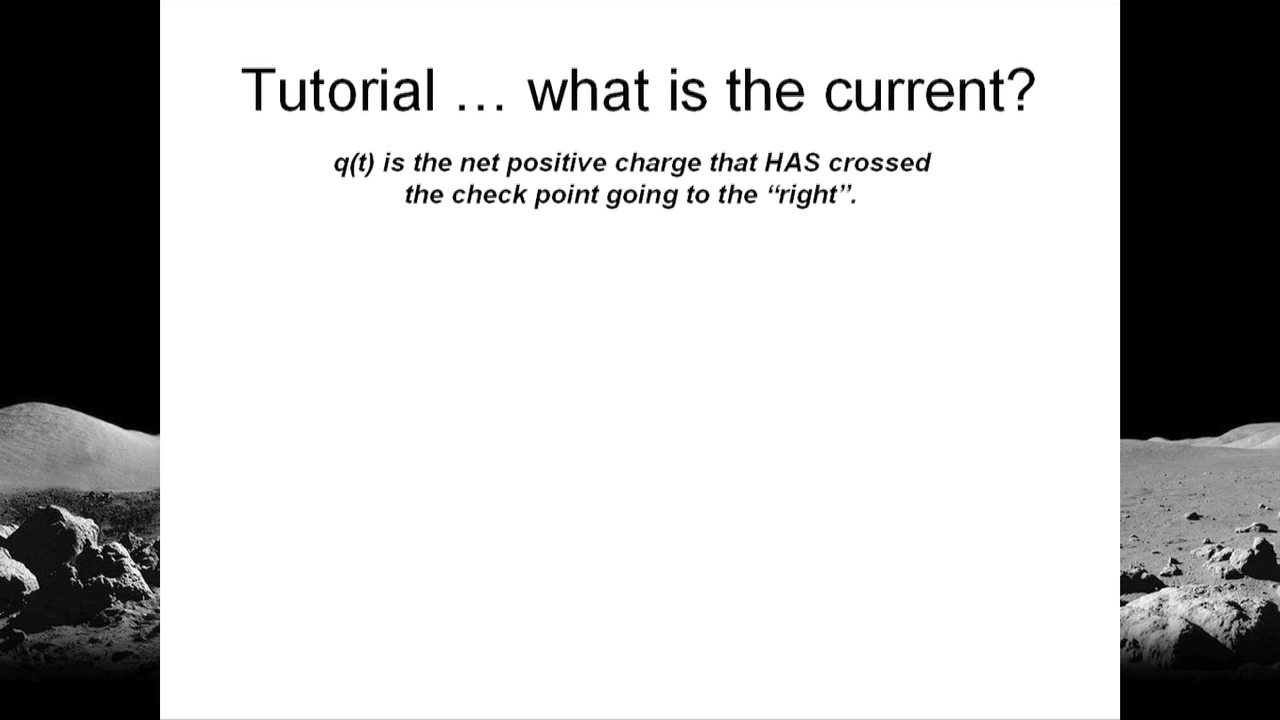 Tutorial … what is the current?
q(t) is the net positive charge that HAS crossed
the check point going to the “right”.